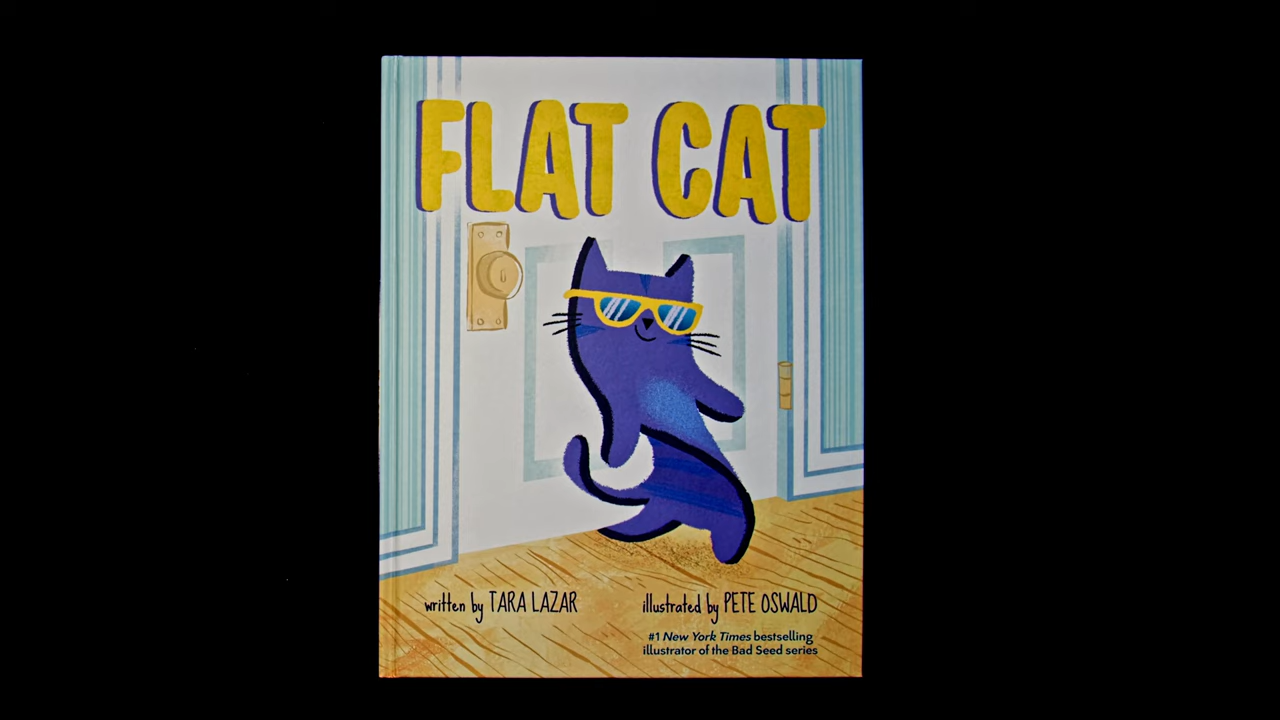 FLAT CAT
written by TARA LAZAR
illustrated by PETE OSWALD
#1 New York Times bestselling
illustrator of the Bad Seed series